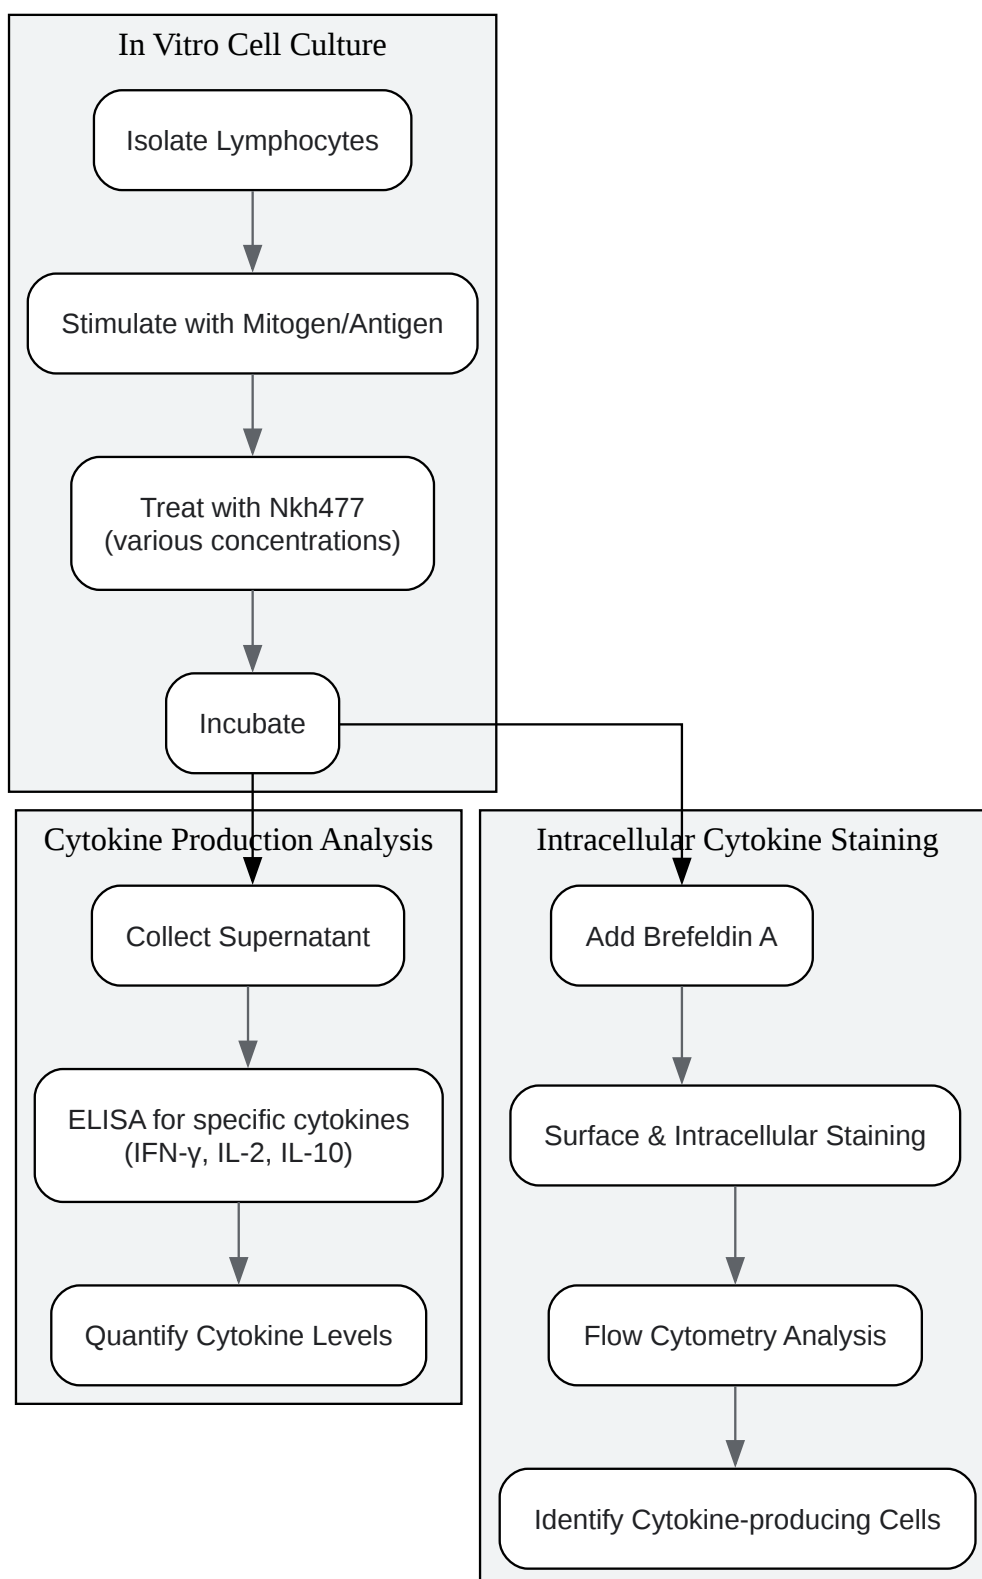 In Vitro Cell Culture
Isolate Lymphocytes
Stimulate with Mitogen/Antigen
Treat with Nkh477
(various concentrations)
Incubate
Cytokine Production Analysis
Collect Supernatant
ELISA for specific cytokines
(IFN-γ, IL-2, IL-10)
Quantify Cytokine Levels
Intracellular Cytokine Staining
Add Brefeldin A
Surface & Intracellular Staining
Flow Cytometry Analysis
Identify Cytokine-producing Cells